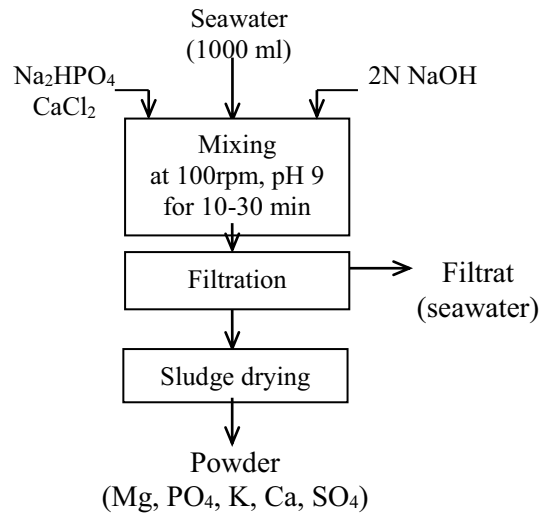 Seawater
(1000 ml)
Na₂HPO₄
CaCl₂
2N NaOH
Mixing
at 100rpm, pH 9
for 10-30 min
Filtration
Filtrat
(seawater)
Sludge drying
Powder
(Mg, PO₄, K, Ca, SO₄)